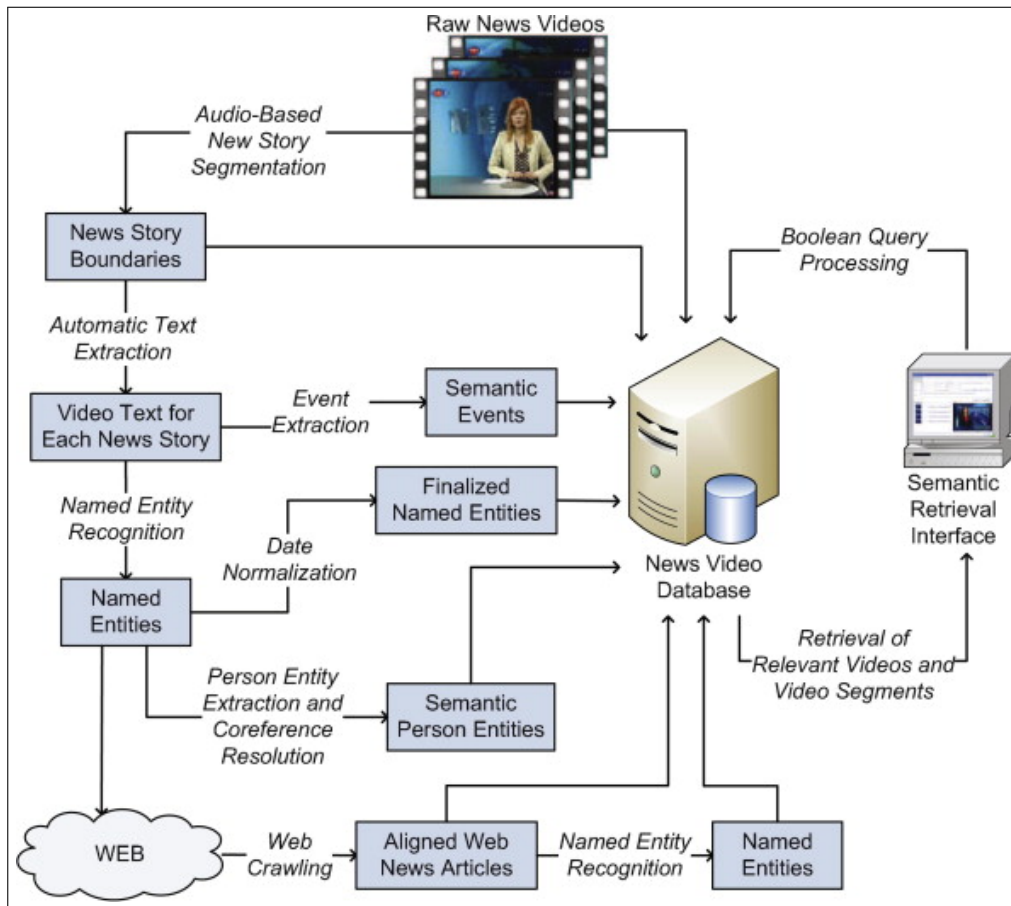 Raw News Videos
Audio-Based
New Story
Segmentation
News Story
Boundaries
Boolean Query
Processing
Automatic Text
Extraction
Video Text for
Each News Story
Event
Extraction
Semantic
Events
Named Entity
Recognition
Finalized
Named Entities
Semantic
Retrieval
Interface
Date
Normalization
News Video
Database
Named
Entities
Retrieval of
Relevant Videos and
Video Segments
Person Entity
Extraction and
Coreference
Resolution
Semantic
Person Entities
WEB
Web
Crawling
Aligned Web
News Articles
Named Entity
Recognition
Named
Entities